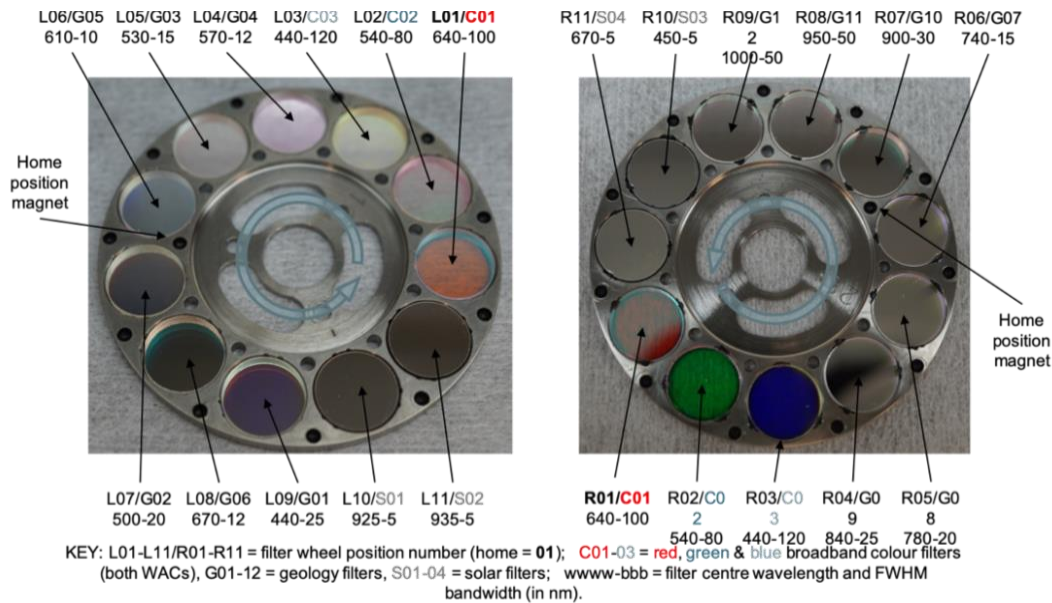 L06/G05 L05/G03 L04/G04 L03/C03 L02/C02 L01/C01
610-10 530-15 570-12 440-120 540-80 640-100
Home
position
magnet
L07/G02 L08/G06 L09/G01 L10/S01 L11/S02
500-20 670-12 440-25 925-5 935-5
R11/S04 R10/S03 R09/G1 R08/G11 R07/G10 R06/G07
670-5 450-5 2 950-50 900-30 740-15
1000-50
Home
position
magnet
R01/C01 R02/C0 R03/C0 R04/G0 R05/G0
640-100 2 3 9 8
540-80 440-120 840-25 780-20
KEY: L01-L11/R01-R11 = filter wheel position number (home = 01); C01-03 = red, green & blue broadband colour filters
(both WACs), G01-12 = geology filters, S01-04 = solar filters; wwww-bbb = filter centre wavelength and FWHM
bandwidth (in nm).